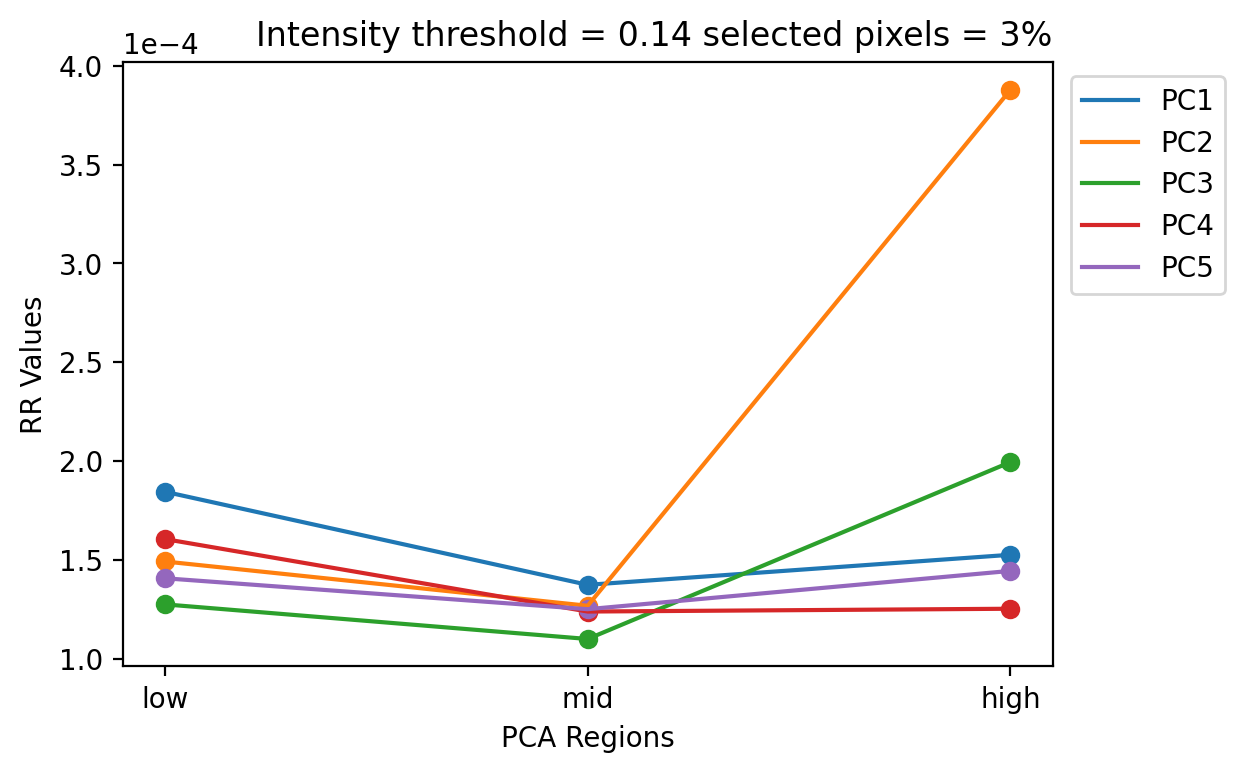 Intensity threshold = 0.14 selected pixels = 3%
1e−4
4.0
3.5
3.0
2.5
2.0
1.5
1.0
RR Values
low mid high
PCA Regions
PC1
PC2
PC3
PC4
PC5